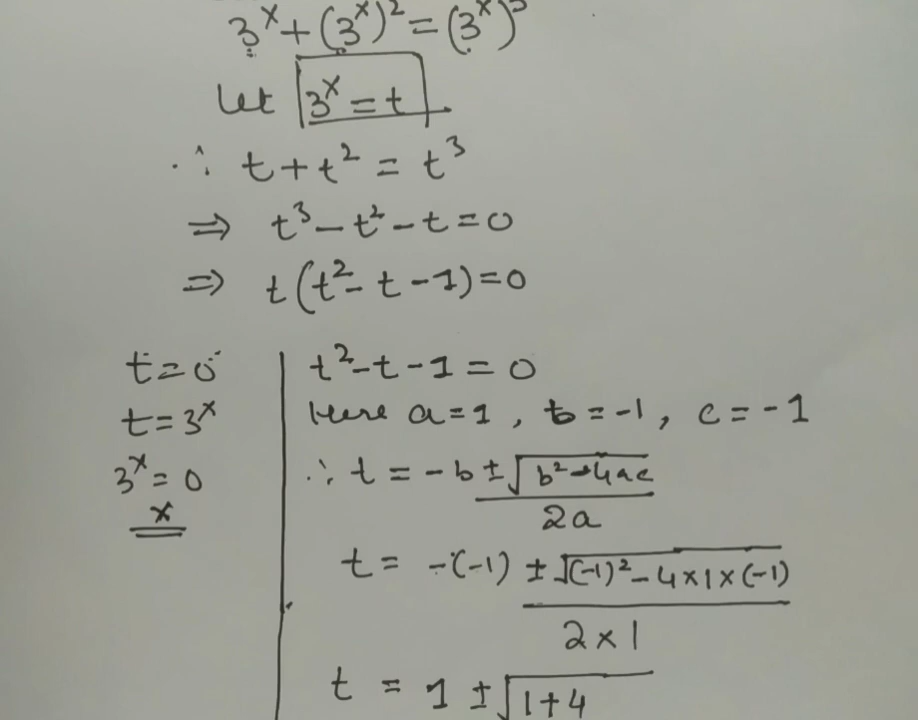 3^x + (3^x)^2 = (3^x)^3
Let 3^x = t
∴ t + t^2 = t^3
⇒ t^3 - t^2 - t = 0
⇒ t(t^2 - t - 1) = 0
t = 0
t = 3^x
3^x = 0
x
t^2 - t - 1 = 0
Here a = 1, b = -1, c = -1
∴ t = -b ± √b^2 - 4ac
2a
t = -(-1) ± √(-1)^2 - 4×1×(-1)
2×1
t = 1 ± √1+4